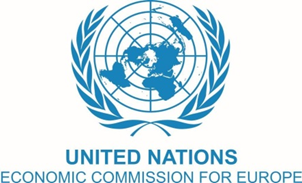 UNITED NATIONS
ECONOMIC COMMISSION FOR EUROPE